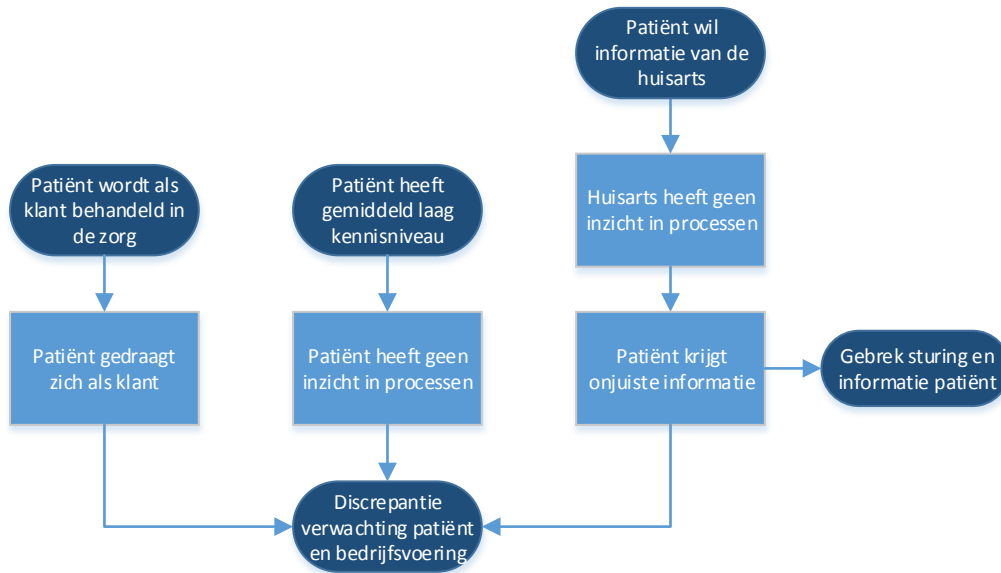 Patiënt wil
informatie van de
huisarts
Patiënt wordt als
klant behandeld in
de zorg
Patiënt heeft
gemiddeld laag
kennisniveau
Huisarts heeft geen
inzicht in processen
Patiënt gedraagt
zich als klant
Patiënt heeft geen
inzicht in processen
Patiënt krijgt
onjuiste informatie
Gebrek sturing en
informatie patiënt
Discrepantie
verwachting patiënt
en bedrijfsvoering